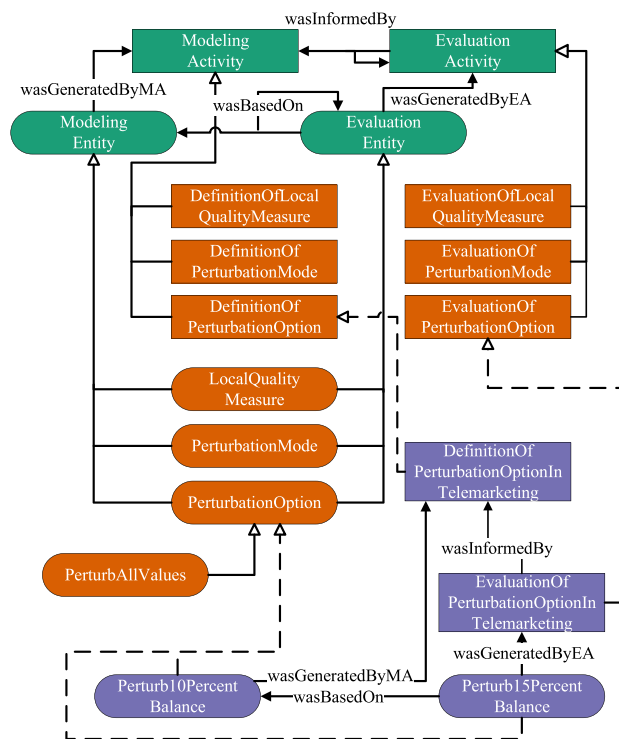 wasInformedBy
Modeling
Activity
Evaluation
Activity
wasGeneratedByMA
wasBasedOn
wasGeneratedByEA
Modeling
Entity
Evaluation
Entity
DefinitionOfLocal
QualityMeasure
EvaluationOfLocal
QualityMeasure
DefinitionOf
PerturbationMode
EvaluationOf
PerturbationMode
DefinitionOf
PerturbationOption
EvaluationOf
PerturbationOption
LocalQuality
Measure
PerturbationMode
DefinitionOf
PerturbationOptionIn
Telemarketing
PerturbationOption
wasInformedBy
PerturbAllValues
EvaluationOf
PerturbationOptionIn
Telemarketing
wasGeneratedByEA
wasGeneratedByMA
Perturb10Percent
Balance
wasBasedOn
Perturb15Percent
Balance